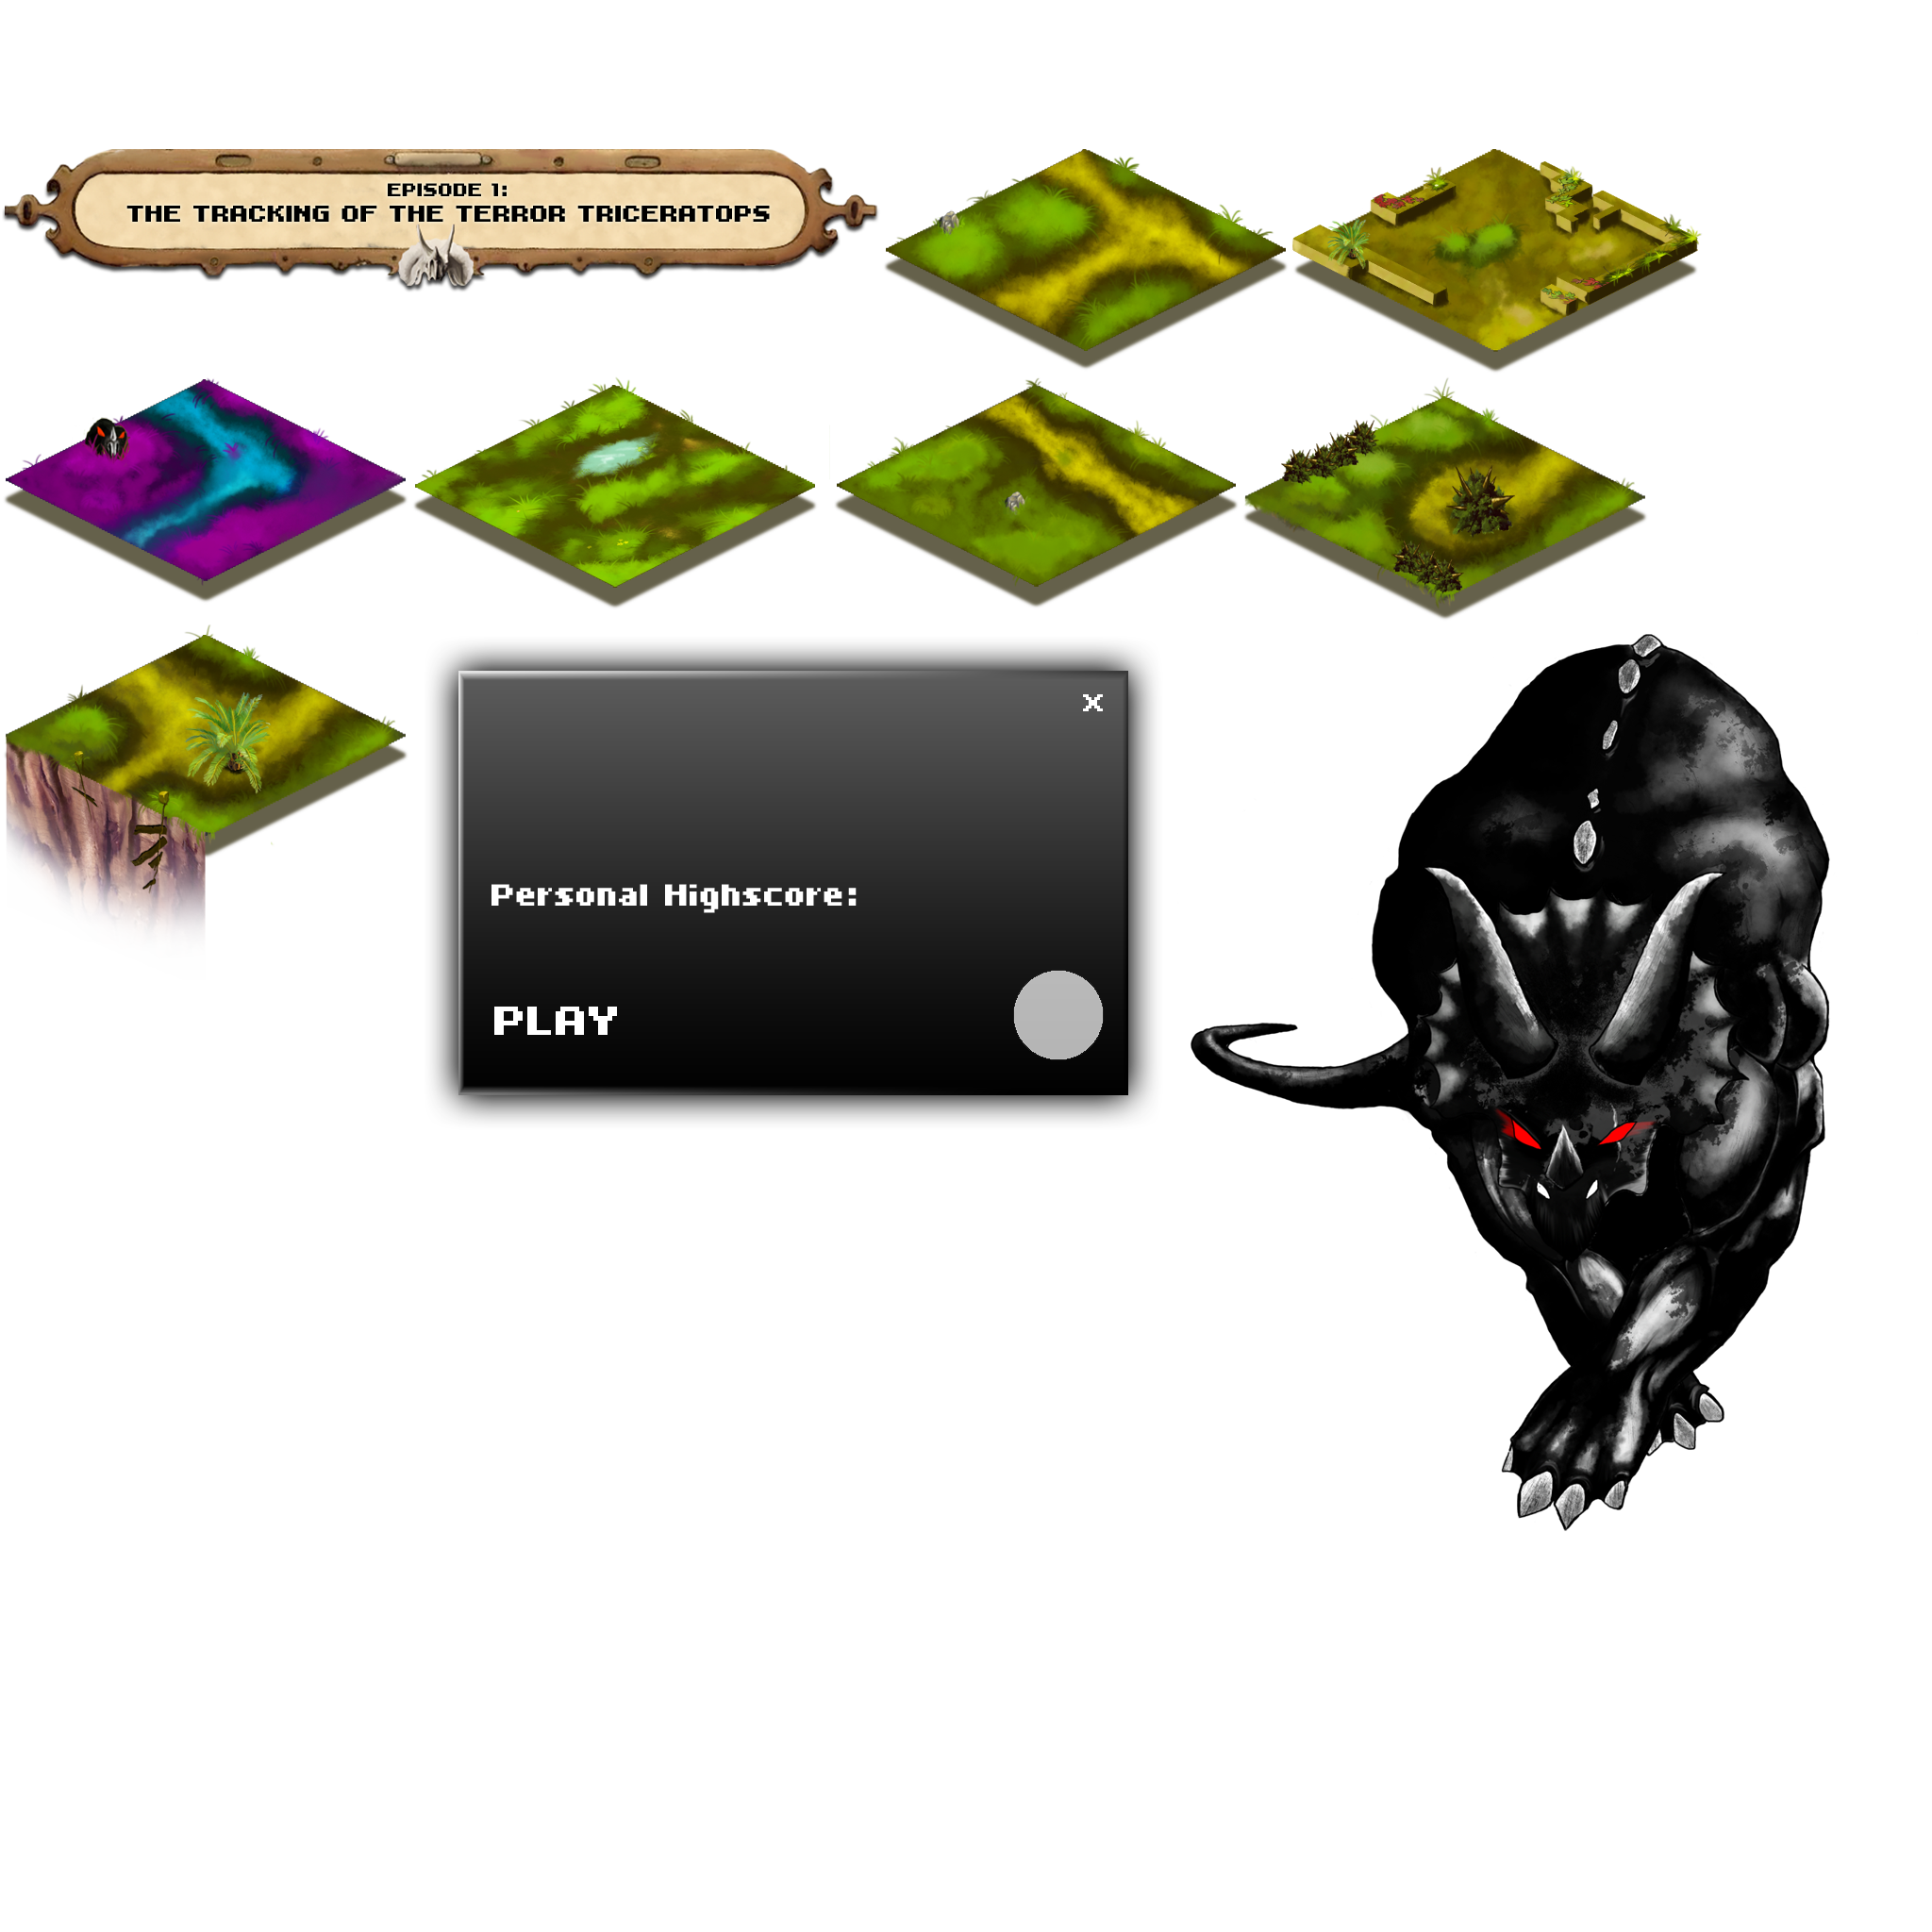 EPISODE 1:
THE TRACKING OF THE TERROR TRICERATOPS
X
Personal Highscore:
PLAY